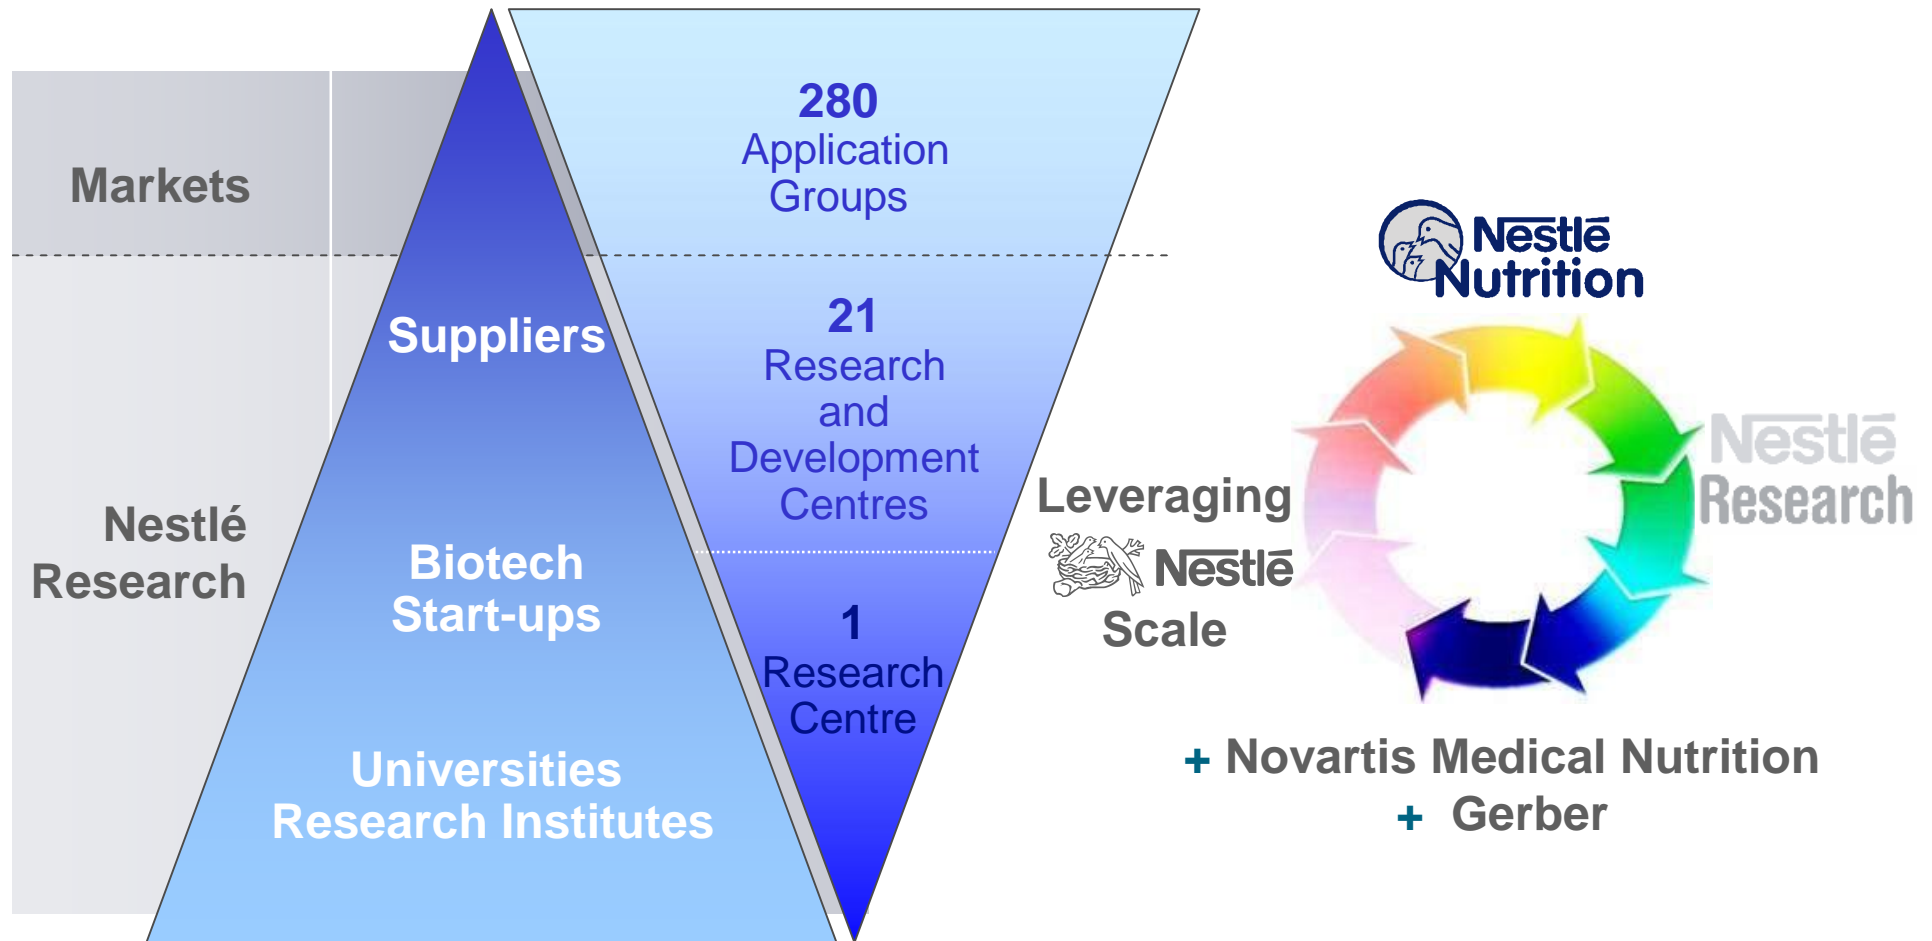 Markets
Nestlé
Research
Suppliers
Biotech
Start-ups
Universities
Research Institutes
280
Application
Groups
21
Research
and
Development
Centres
1
Research
Centre
Nestlé
Nutrition
Nestlé
Research
Leveraging
Nestlé
Scale
+ Novartis Medical Nutrition
+ Gerber